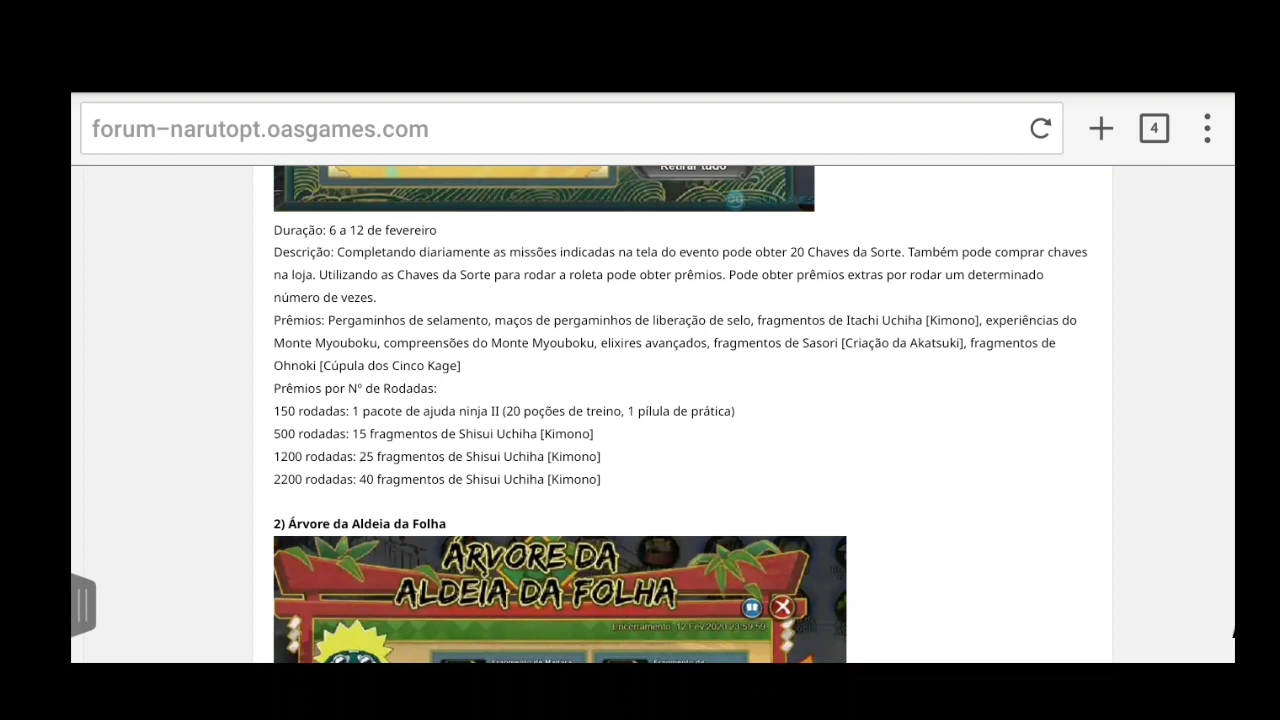 forum-narutopt.oasgames.com
4
Retirar tudo
Duração: 6 a 12 de fevereiro
Descrição: Completando diariamente as missões indicadas na tela do evento pode obter 20 Chaves da Sorte. Também pode comprar chaves
na loja. Utilizando as Chaves da Sorte para rodar a roleta pode obter prêmios. Pode obter prêmios extras por rodar um determinado
número de vezes.
Prêmios: Pergaminhos de selamento, maços de pergaminhos de liberação de selo, fragmentos de Itachi Uchiha [Kimono], experiências do
Monte Myouboku, compreensões do Monte Myouboku, elixires avançados, fragmentos de Sasori [Criação da Akatsuki], fragmentos de
Ohnoki [Cúpula dos Cinco Kage]
Prêmios por Nº de Rodadas:
150 rodadas: 1 pacote de ajuda ninja II (20 poções de treino, 1 pílula de prática)
500 rodadas: 15 fragmentos de Shisui Uchiha [Kimono]
1200 rodadas: 25 fragmentos de Shisui Uchiha [Kimono]
2200 rodadas: 40 fragmentos de Shisui Uchiha [Kimono]
2) Árvore da Aldeia da Folha
ÁRVORE DA
ALDEIA DA FOLHA
Encerramento: 12 Fev 2020 23:59:59
Fragmento de
Fragmento de